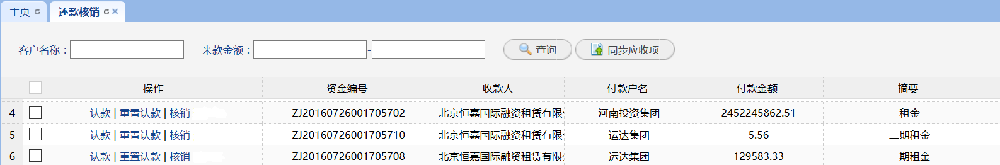 主页 还款核销
客户名称： 来款金额： - 查询 同步应收项
操作 资金编号 收款人 付款户名 付款金额 摘要
4 认款 | 重置认款 | 核销 ZJ20160726001705702 北京恒嘉国际融资租赁有限 河南投资集团 2452245862.51 租金
5 认款 | 重置认款 | 核销 ZJ20160726001705710 北京恒嘉国际融资租赁有限 运达集团 5.56 二期租金
6 认款 | 重置认款 | 核销 ZJ20160726001705708 北京恒嘉国际融资租赁有限 运达集团 129583.33 一期租金